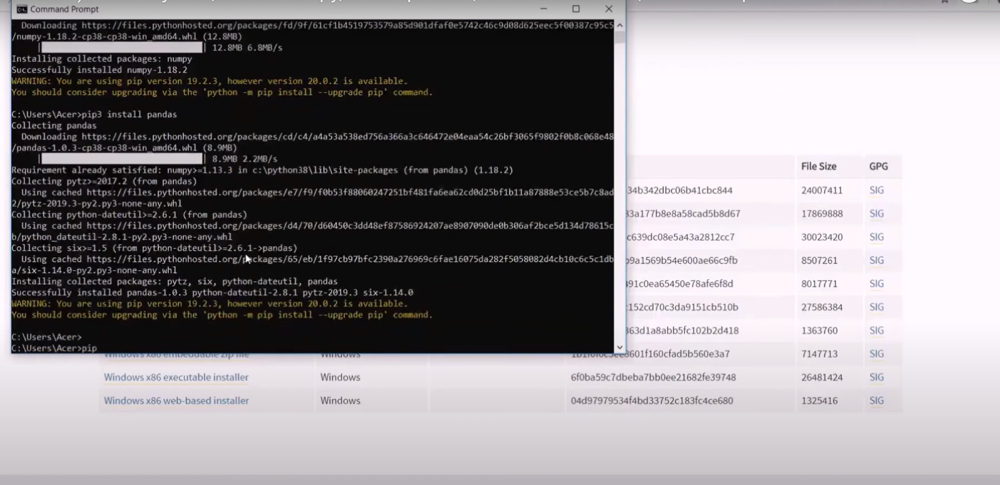 Command Prompt
Downloading https://files.pythonhosted.org/packages/fd/9f/61cf1b4519753579a85d901dfaf0e5742c46c9d08d625eec5f00387c95c5
/numpy-1.18.2-cp38-cp38-win_amd64.whl (12.8MB)
| | 12.8MB 6.8MB/s
Installing collected packages: numpy
Successfully installed numpy-1.18.2
WARNING: You are using pip version 19.2.3, however version 20.0.2 is available.
You should consider upgrading via the 'python -m pip install --upgrade pip' command.
C:\Users\Acer>pip3 install pandas
Collecting pandas
Downloading https://files.pythonhosted.org/packages/cd/c4/a4a53a538ed756a366a3c646472e04eaa54c26bf3065f9802f0b8c068e48
/pandas-1.0.3-cp38-cp38-win_amd64.whl (8.9MB)
| | 8.9MB 2.2MB/s
Requirement already satisfied: numpy>=1.13.3 in c:\python38\lib\site-packages (from pandas) (1.18.2)
Collecting pytz>=2017.2 (from pandas)
Using cached https://files.pythonhosted.org/packages/e7/f9/f0b53f88060247251bf481fa6ea62cd0d25bf1b11a87888e53ce5b7c8ad
2/pytz-2019.3-py2.py3-none-any.whl
Collecting python-dateutil>=2.6.1 (from pandas)
Using cached https://files.pythonhosted.org/packages/d4/70/d60450c3dd48ef87586924207ae8907090de0b306af2bce5d134d78615c
b/python_dateutil-2.8.1-py2.py3-none-any.whl
Collecting six>=1.5 (from python-dateutil>=2.6.1->pandas)
Using cached https://files.pythonhosted.org/packages/65/eb/1f97cb97bfc2390a276969c6fae16075da282f5058082d4cb10c6c5c1db
a/six-1.14.0-py2.py3-none-any.whl
Installing collected packages: pytz, six, python-dateutil, pandas
Successfully installed pandas-1.0.3 python-dateutil-2.8.1 pytz-2019.3 six-1.14.0
WARNING: You are using pip version 19.2.3, however version 20.0.2 is available.
You should consider upgrading via the 'python -m pip install --upgrade pip' command.
C:\Users\Acer>
C:\Users\Acer>pip
File Size GPG
34b342dbc06b41cbc844 24007411 SIG
33a177b8e8a58cad5b8d67 17869888 SIG
c639dc08e5a43a2812cc7 30023420 SIG
b9a1569b54e600ae66c9fb 8507261 SIG
91c0ea65450e78afe6f8d 8017771 SIG
152cd70c3da9151cb510b 27586384 SIG
363d1a8abb5fc102b2d418 1363760 SIG
Windows x86 embeddable zip file Windows 8601f160cfad5b560e3a7 7147713 SIG
Windows x86 executable installer Windows 6f0ba59c7dbeba7bb0ee21682fe39748 26481424 SIG
Windows x86 web-based installer Windows 04d97979534f4bd33752c183fc4ce680 1325416 SIG